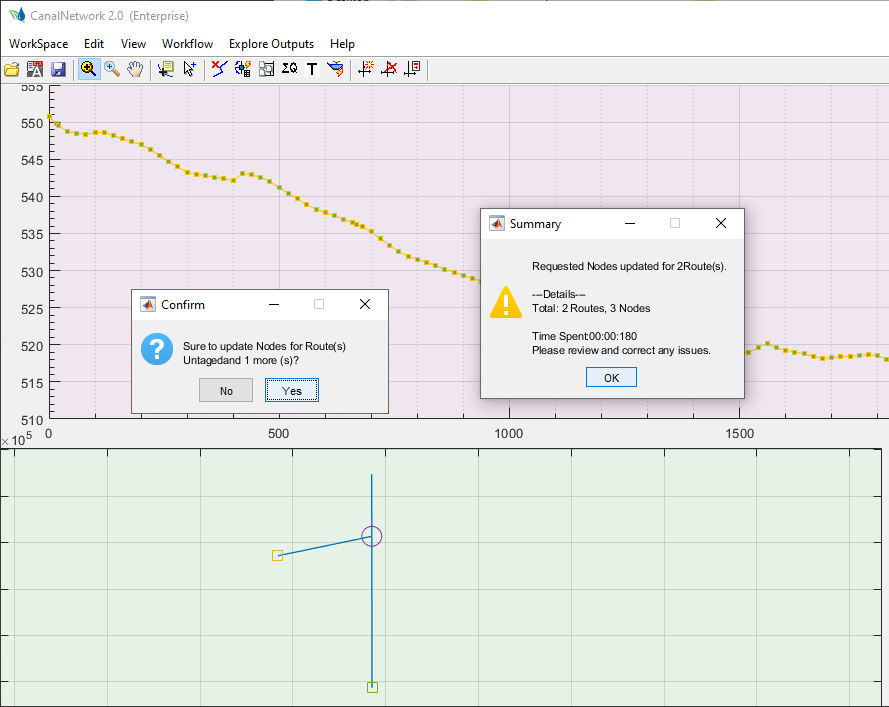 CanalNetwork 2.0 (Enterprise)
WorkSpace Edit View Workflow Explore Outputs Help
ΣQ T
555
550
545
540
535
530
525
520
515
510
×10⁵ 0 500 1000 1500
Confirm
Sure to update Nodes for Route(s)
Untagedand 1 more (s)?
No Yes
Summary
Requested Nodes updated for 2Route(s).
---Details---
Total: 2 Routes, 3 Nodes
Time Spent:00:00:180
Please review and correct any issues.
OK